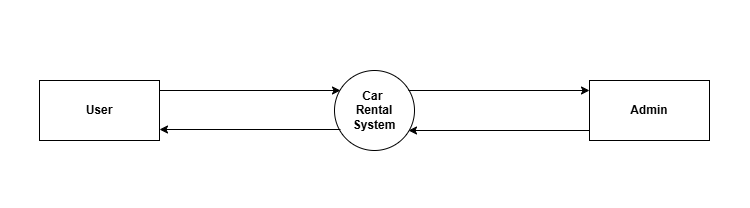 User
Car
Rental
System
Admin